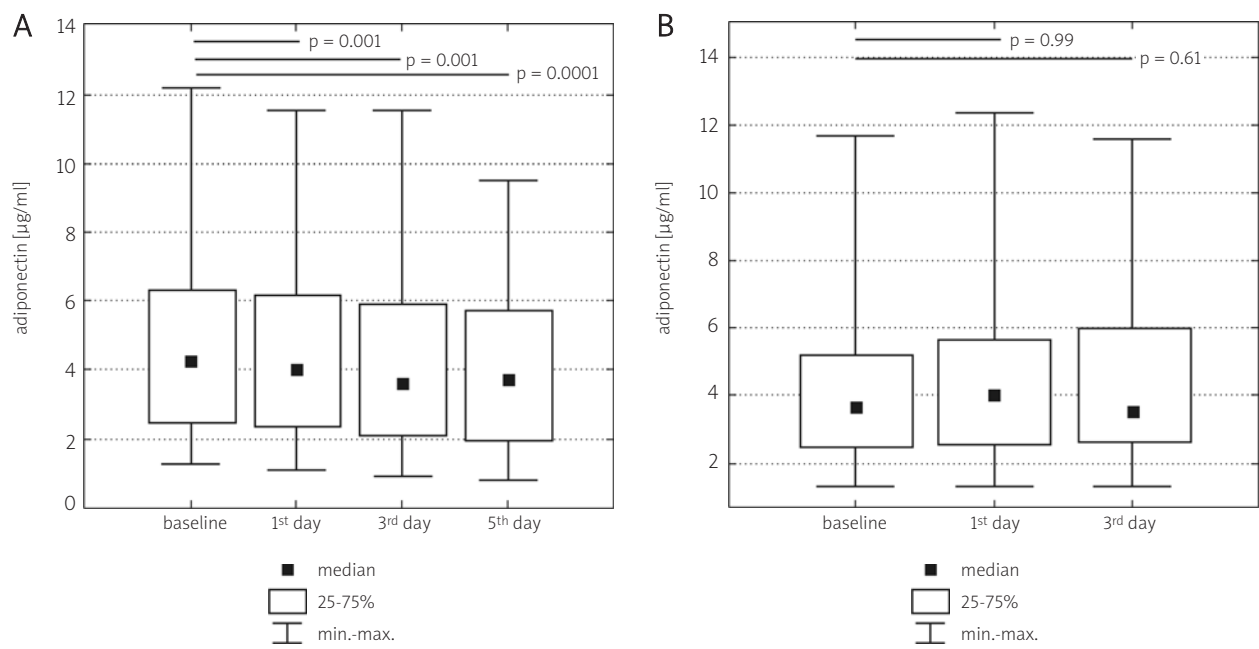 A
14
12
10
8
6
4
2
0
adiponectin [µg/ml]
p = 0.001
p = 0.001
p = 0.0001
baseline
1st day
3rd day
5th day
median
25-75%
min.-max.
B
14
12
10
8
6
4
2
adiponectin [µg/ml]
p = 0.99
p = 0.61
baseline
1st day
3rd day
median
25-75%
min.-max.